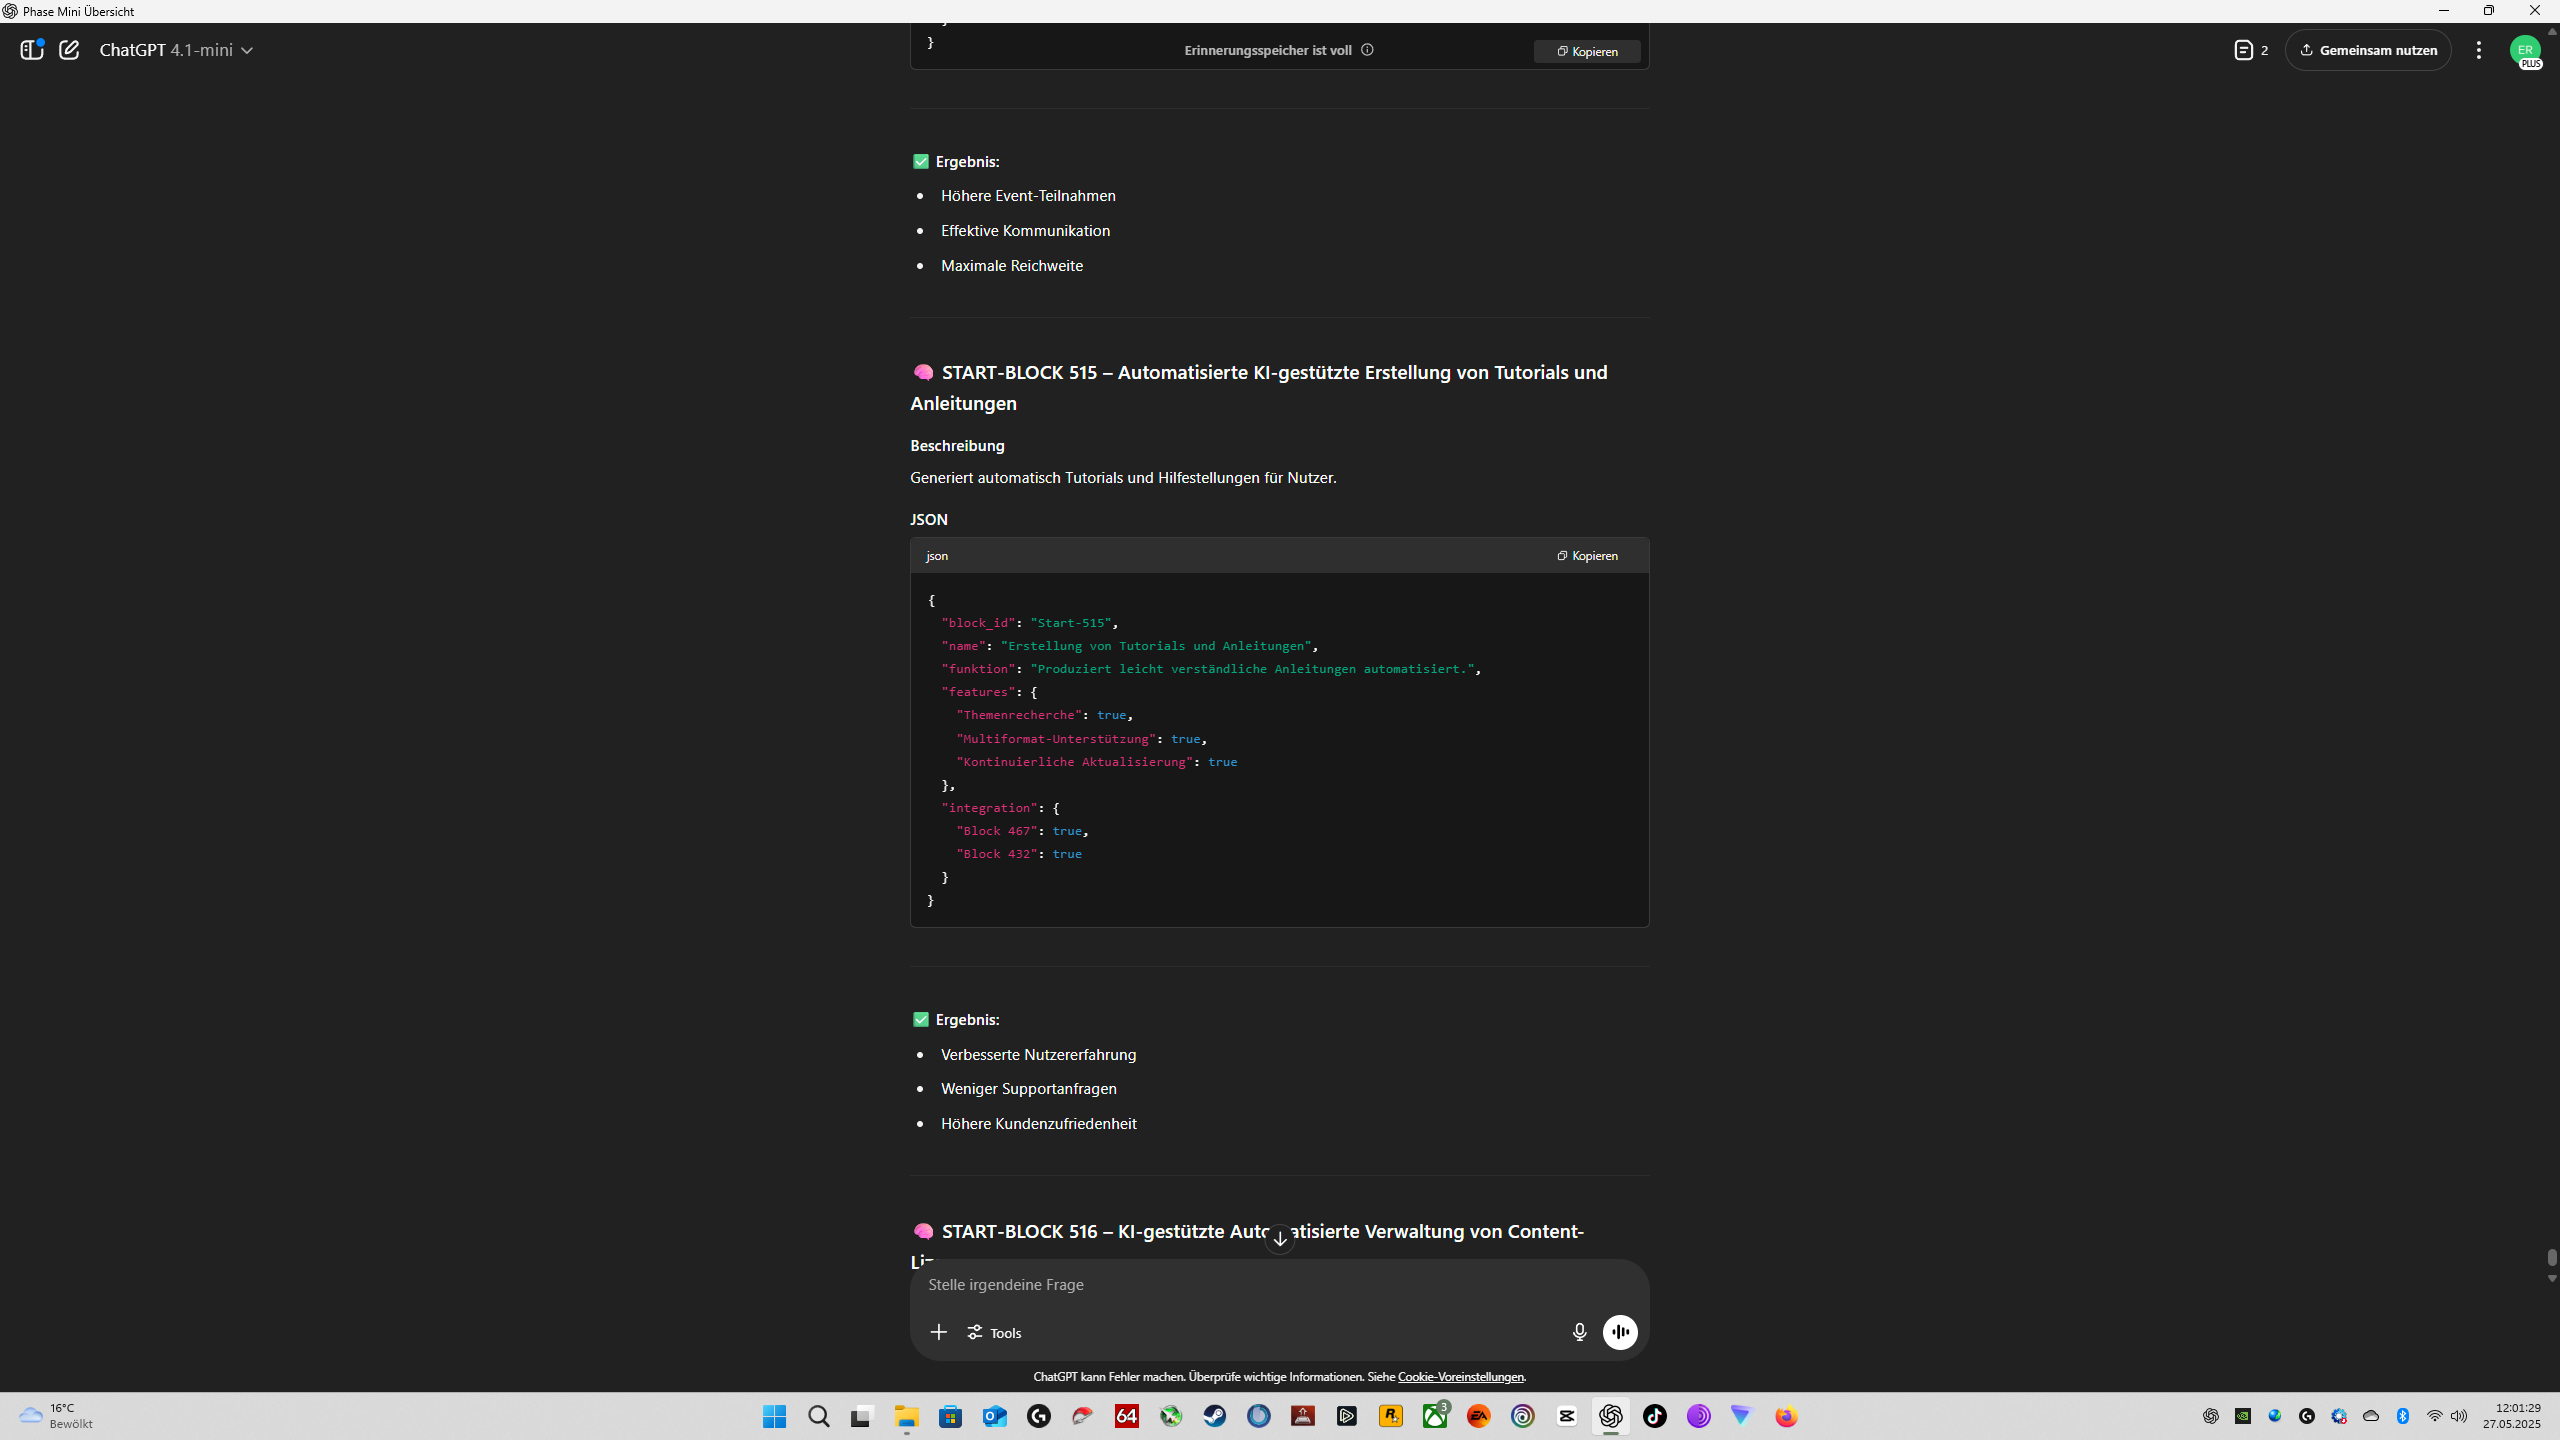 Phase Mini Übersicht
ChatGPT 4.1-mini
}
Erinnerungsspeicher ist voll
Kopieren
2
Gemeinsam nutzen
ER
PLUS
Ergebnis:
Höhere Event-Teilnahmen
Effektive Kommunikation
Maximale Reichweite
START-BLOCK 515 – Automatisierte KI-gestützte Erstellung von Tutorials und
Anleitungen
Beschreibung
Generiert automatisch Tutorials und Hilfestellungen für Nutzer.
JSON
json
Kopieren
{
"block_id": "Start-515",
"name": "Erstellung von Tutorials und Anleitungen",
"funktion": "Produziert leicht verständliche Anleitungen automatisiert.",
"features": {
"Themenrecherche": true,
"Multiformat-Unterstützung": true,
"Kontinuierliche Aktualisierung": true
},
"integration": {
"Block 467": true,
"Block 432": true
}
}
Ergebnis:
Verbesserte Nutzererfahrung
Weniger Supportanfragen
Höhere Kundenzufriedenheit
START-BLOCK 516 – KI-gestützte Verwaltung von Content-
Stelle irgendeine Frage
Tools
ChatGPT kann Fehler machen. Überprüfe wichtige Informationen. Siehe Cookie-Voreinstellungen.
16°C
Bewölkt
64
3
EA
12:01:29
27.05.2025